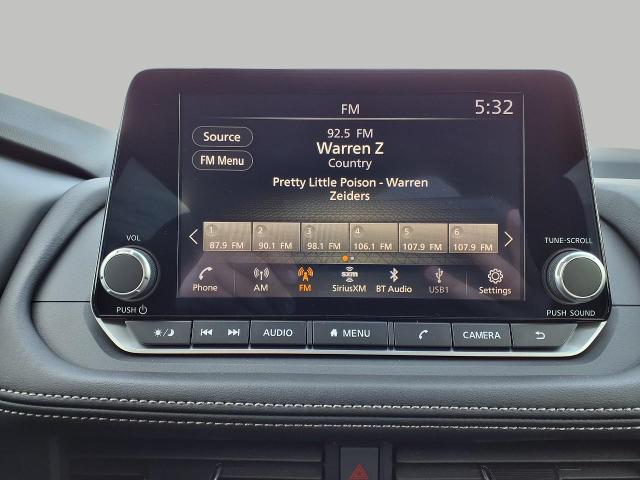 FM
5:32
Source
FM Menu
92.5 FM
Warren Z
Country
Pretty Little Poison - Warren
Zeiders
1 2 3 4 5 6
87.9 FM 90.1 FM 98.1 FM 106.1 FM 107.9 FM 107.9 FM
Phone AM FM SiriusXM BT Audio USB1 Settings
VOL
TUNE-SCROLL
PUSH
PUSH SOUND
AUDIO MENU CAMERA